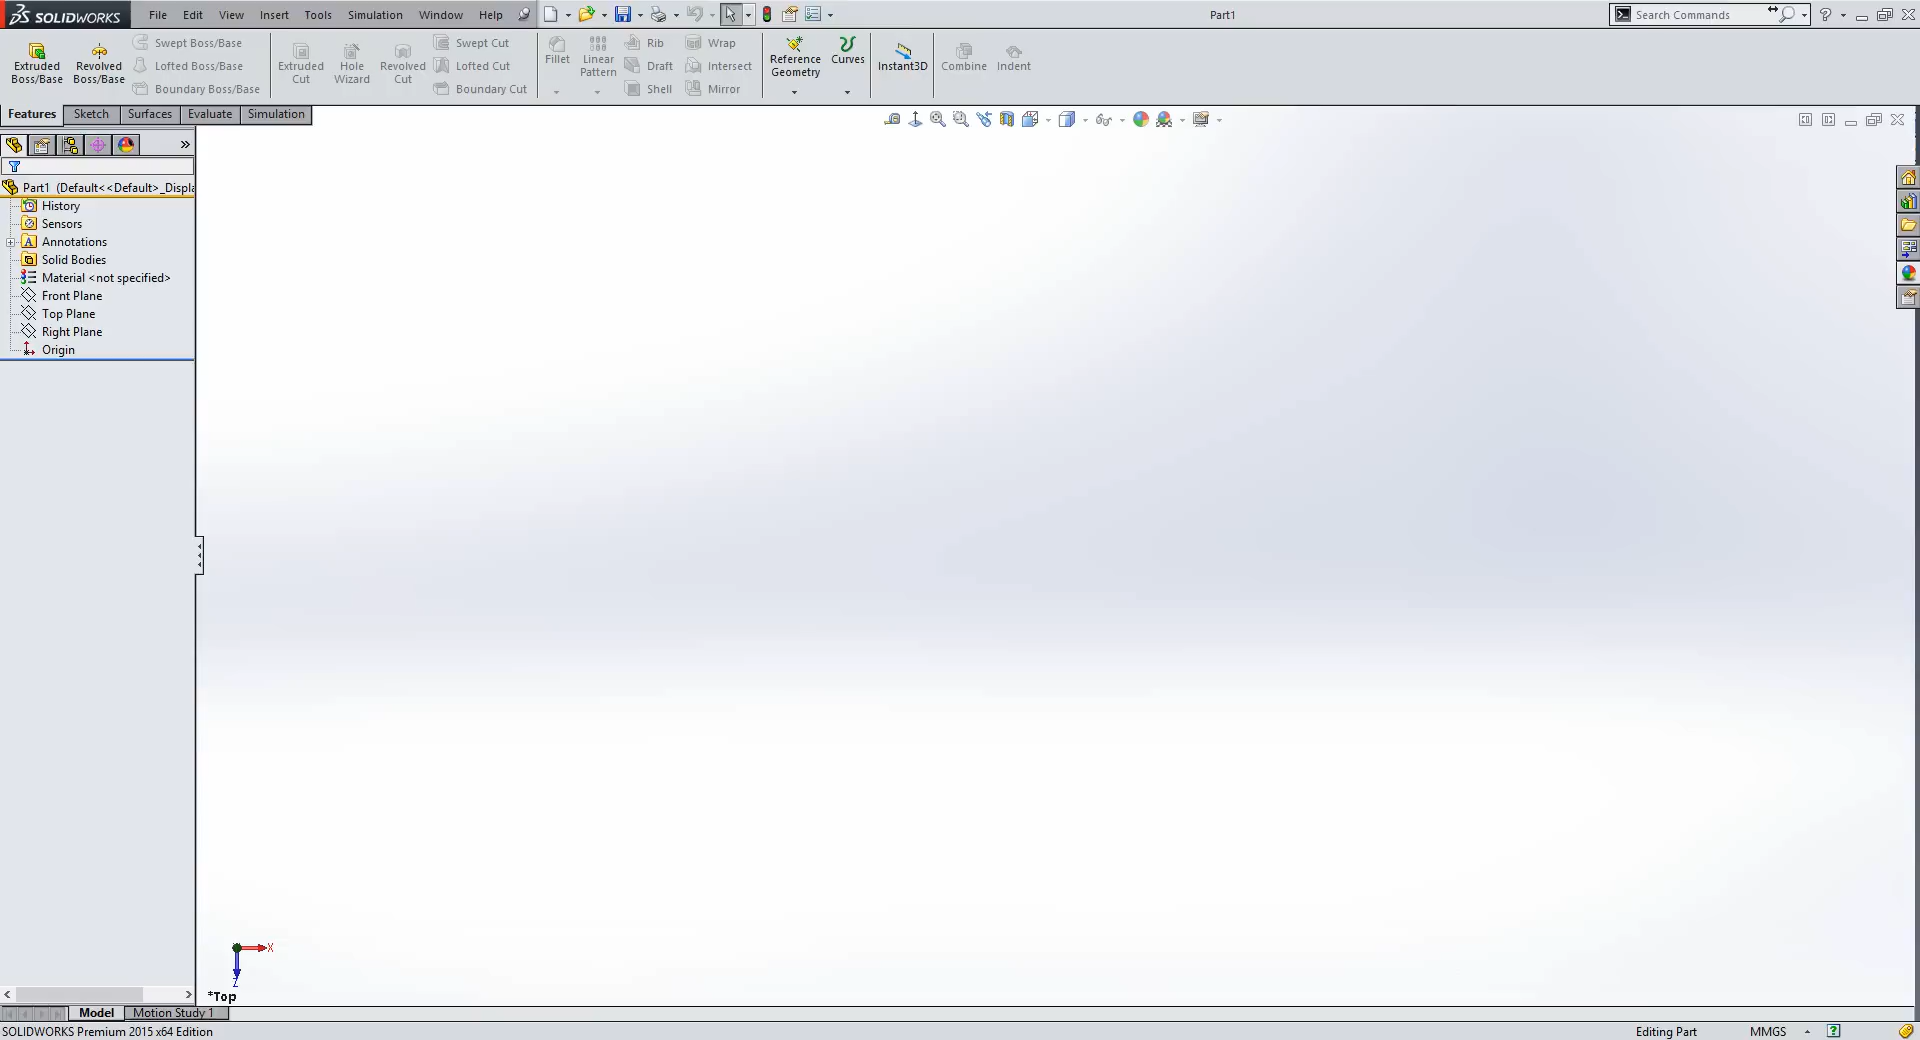 SOLIDWORKS File Edit View Insert Tools Simulation Window Help Part1 Search Commands
Extruded Boss/Base
Revolved Boss/Base
Swept Boss/Base
Lofted Boss/Base
Boundary Boss/Base
Extruded Cut
Hole Wizard
Revolved Cut
Swept Cut
Lofted Cut
Boundary Cut
Fillet
Linear Pattern
Rib
Draft
Shell
Wrap
Intersect
Mirror
Reference Geometry
Curves
Instant3D
Combine
Indent
Features Sketch Surfaces Evaluate Simulation
Part1 (Default<<Default>_Displa
History
Sensors
Annotations
Solid Bodies
Material <not specified>
Front Plane
Top Plane
Right Plane
Origin
X
Z
*Top
Model Motion Study 1
SOLIDWORKS Premium 2015 x64 Edition Editing Part MMGS